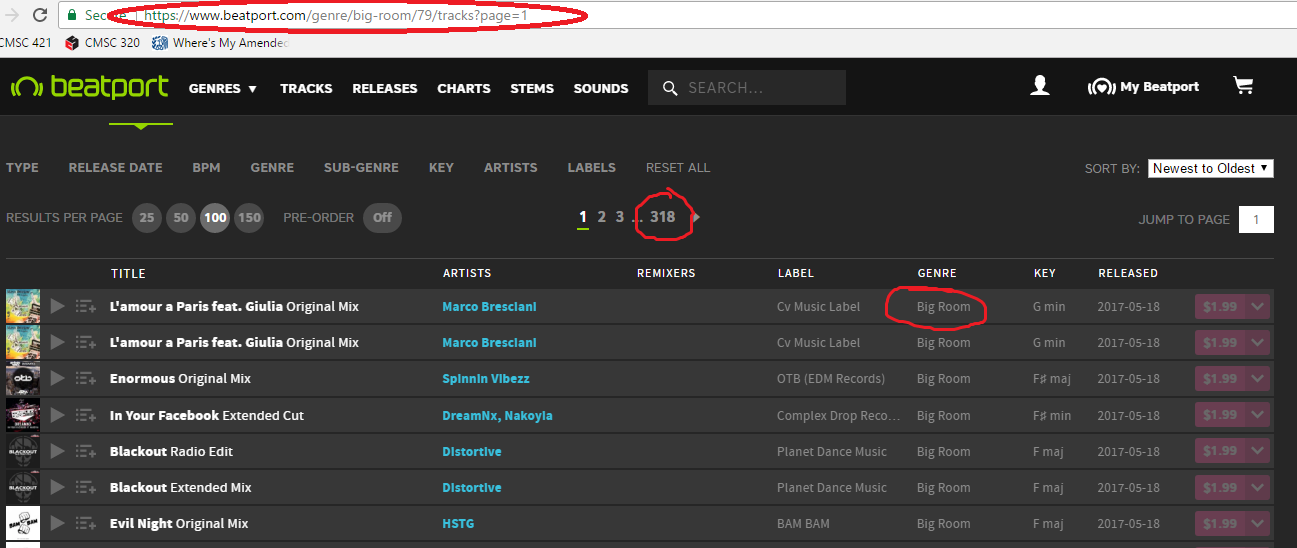 Secure https://www.beatport.com/genre/big-room/79/tracks?page=1
CMSC 421 CMSC 320 Where's My Amended
beatport GENRES ▼ TRACKS RELEASES CHARTS STEMS SOUNDS SEARCH... My Beatport
TYPE RELEASE DATE BPM GENRE SUB-GENRE KEY ARTISTS LABELS RESET ALL SORT BY: Newest to Oldest
RESULTS PER PAGE 25 50 100 150 PRE-ORDER Off 1 2 3 ... 318 JUMP TO PAGE 1
TITLE ARTISTS REMIXERS LABEL GENRE KEY RELEASED
L'amour a Paris feat. Giulia Original Mix Marco Bresciani Cv Music Label Big Room G min 2017-05-18 $1.99
L'amour a Paris feat. Giulia Original Mix Marco Bresciani Cv Music Label Big Room G min 2017-05-18 $1.99
Enormous Original Mix Spinnin Vibezz OTB (EDM Records) Big Room F♯ maj 2017-05-18 $1.99
In Your Facebook Extended Cut DreamNx, Nakoyla Complex Drop Reco... Big Room F♯ min 2017-05-18 $1.99
Blackout Radio Edit Distortive Planet Dance Music Big Room F maj 2017-05-18 $1.99
Blackout Extended Mix Distortive Planet Dance Music Big Room F maj 2017-05-18 $1.99
Evil Night Original Mix HSTG BAM BAM Big Room F maj 2017-05-18 $1.99